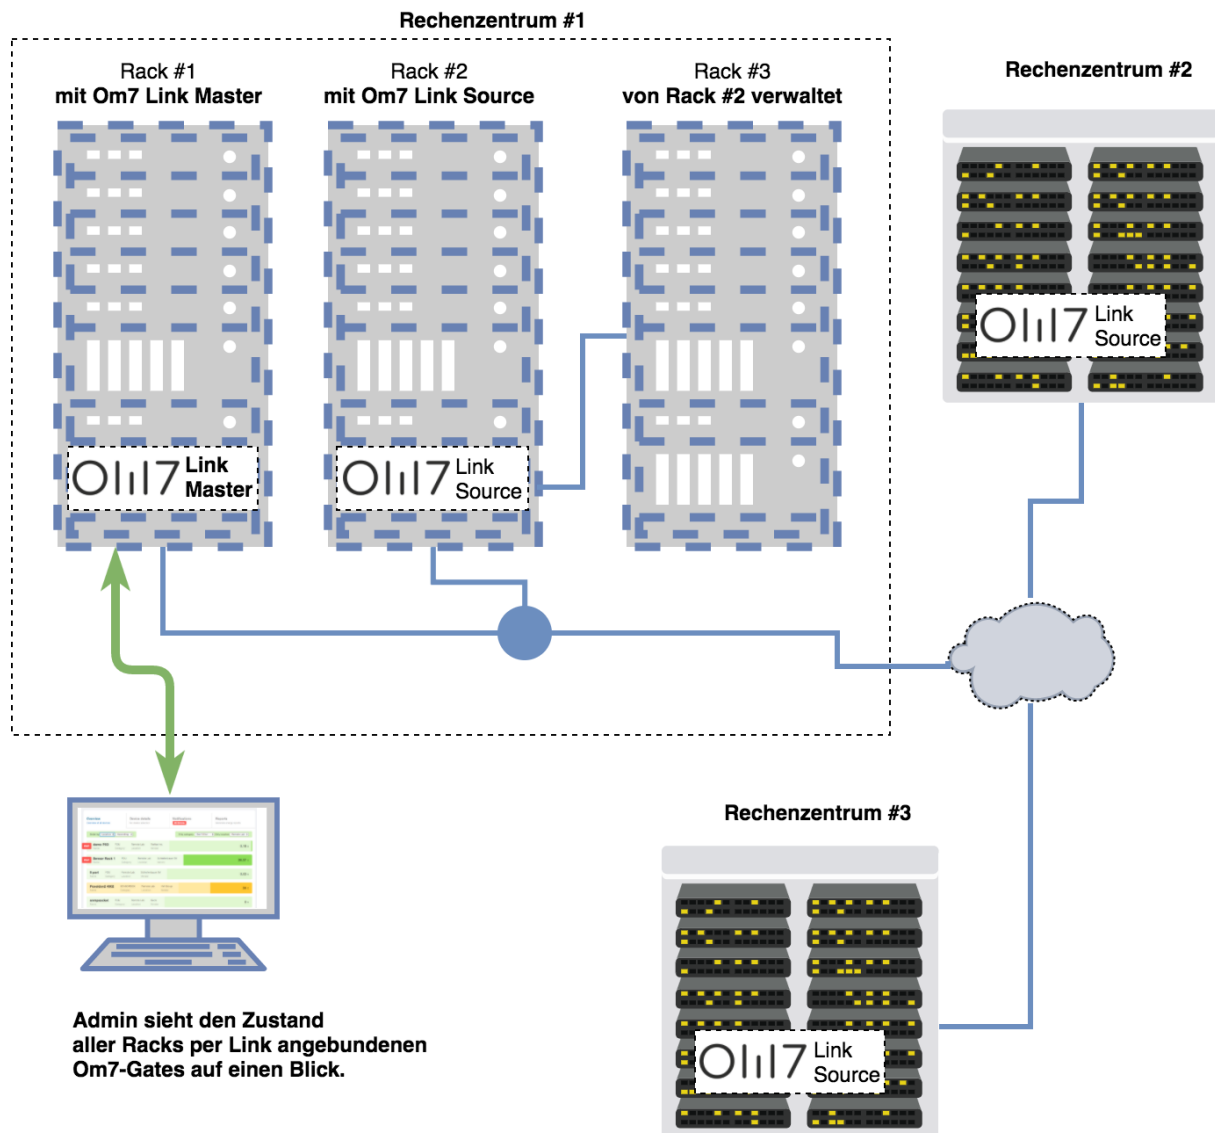 Rechenzentrum #1
Rack #1
mit Om7 Link Master
Rack #2
mit Om7 Link Source
Rack #3
von Rack #2 verwaltet
Rechenzentrum #2
OM7 Link
Source
OM7 Link
Master
OM7 Link
Source
Rechenzentrum #3
Admin sieht den Zustand
aller Racks per Link angebundenen
Om7-Gates auf einen Blick.
OM7 Link
Source